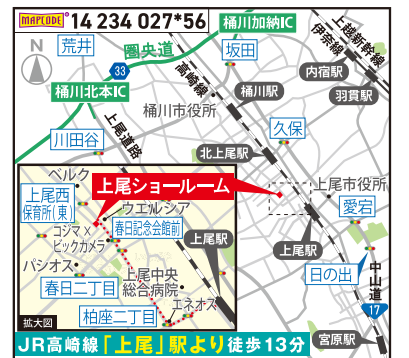 MAPCODE 14 234 027*56
N
荒井
圏央道
33
桶川北本IC
桶川加納IC
坂田
高崎線
上越新幹線
伊奈線
内宿駅
羽貫駅
桶川駅
桶川市役所
上尾道路
川田谷
久保
北上尾駅
上尾市役所
愛宕
上尾駅
日の出
中山道
17
宮原駅
ベルク
上尾ショールーム
上尾西
保育所(東)
ウエルシア
春日記念会館前
コジマ×
ビックカメラ
上尾駅
パシオス
上尾中央
総合病院
春日二丁目
エネオス
柏座二丁目
拡大図
JR高崎線「上尾」駅より徒歩13分